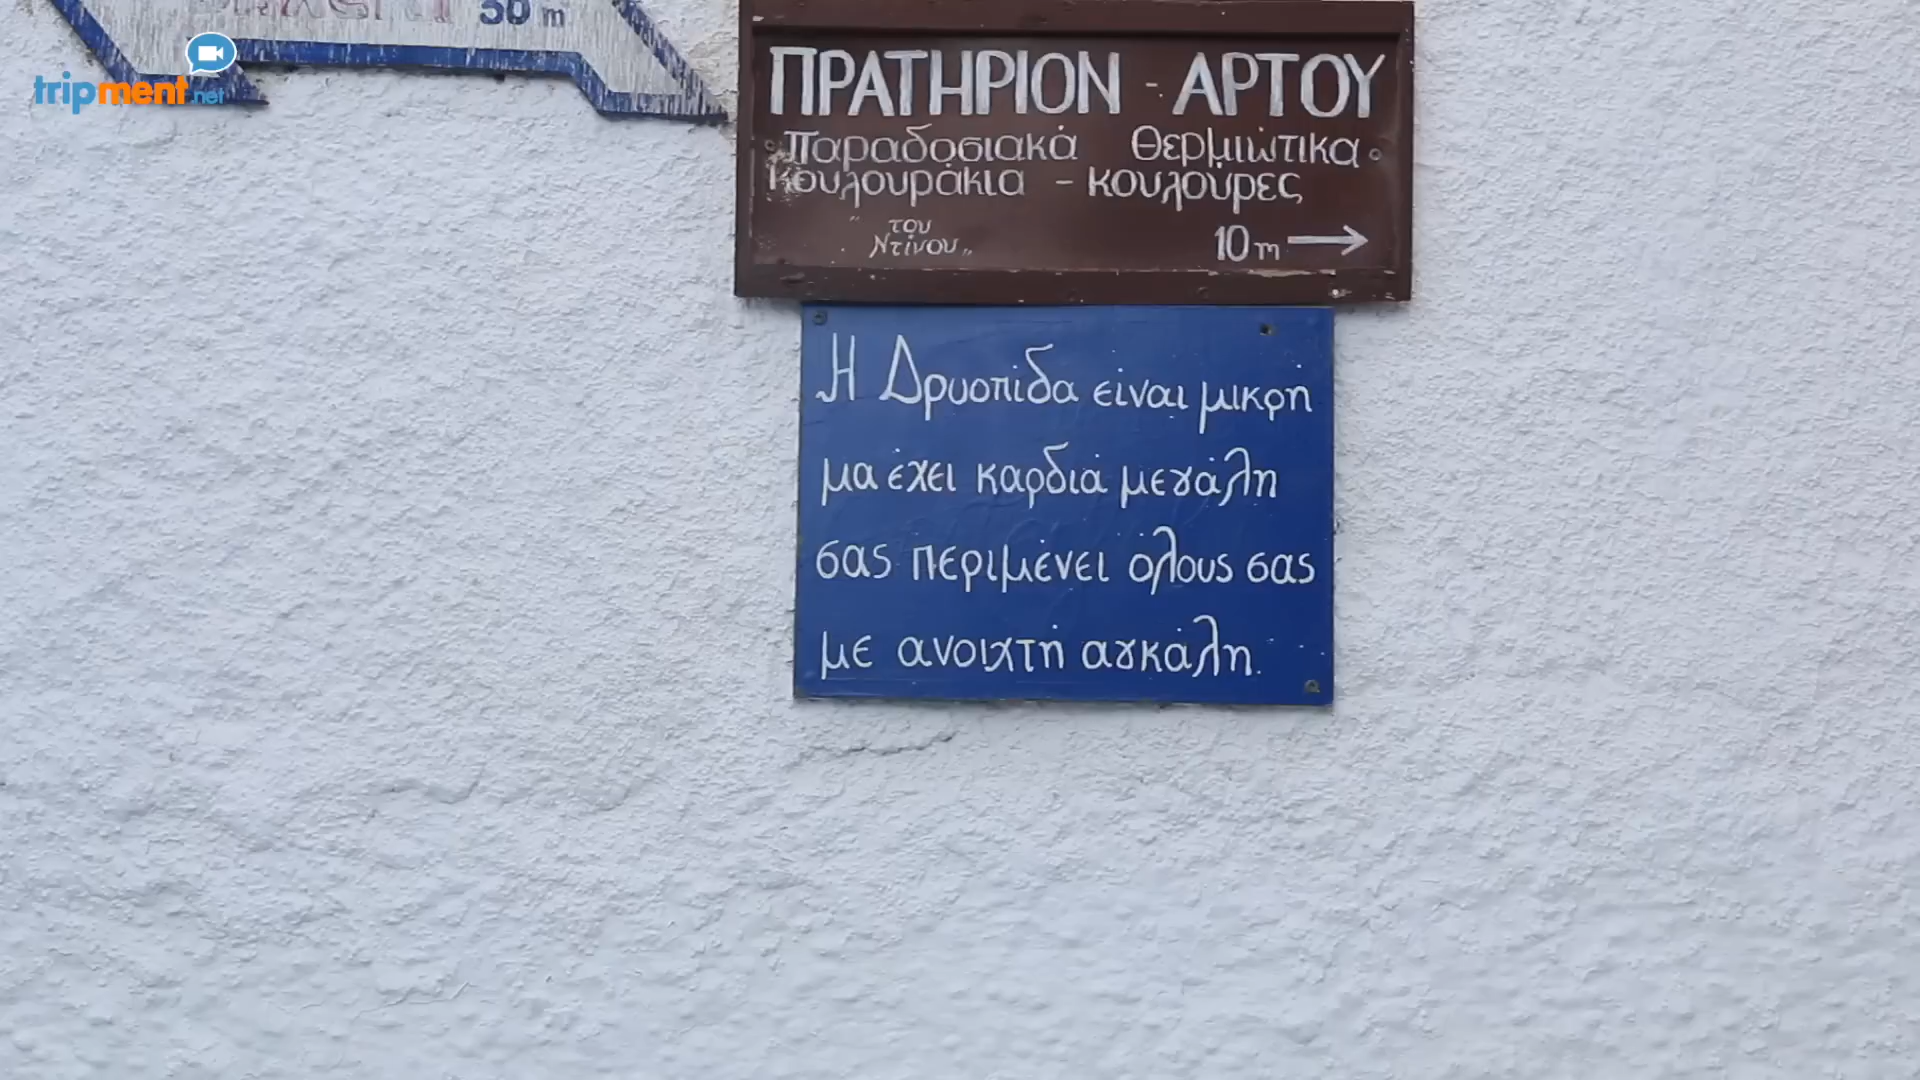 50 m
tripment.net
ΠΡΑΤΗΡΙΟΝ - ΑΡΤΟΥ
Παραδοσιακά Θερμιώτικα
Κουλουράκια - κουλούρες
"του
Ντίνου„
10m →
Η Δρυοπίδα είναι μικρή
μα έχει καρδιά μεγάλη
σας περιμένει όλους σας
με ανοιχτή αγκάλη.